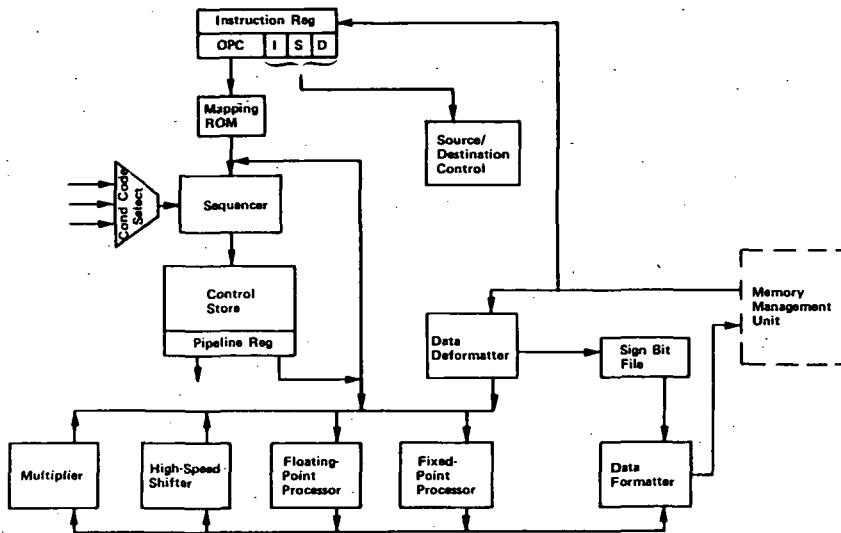 Instruction Reg
OPC I S D
Mapping
ROM
Source/
Destination
Control
Cond Code
Select
Sequencer
Control
Store
Pipeline Reg
Memory
Management
Unit
Data
Deformatter
Sign Bit
File
Multiplier
High-Speed
Shifter
Floating-
Point
Processor
Fixed-
Point
Processor
Data
Formatter